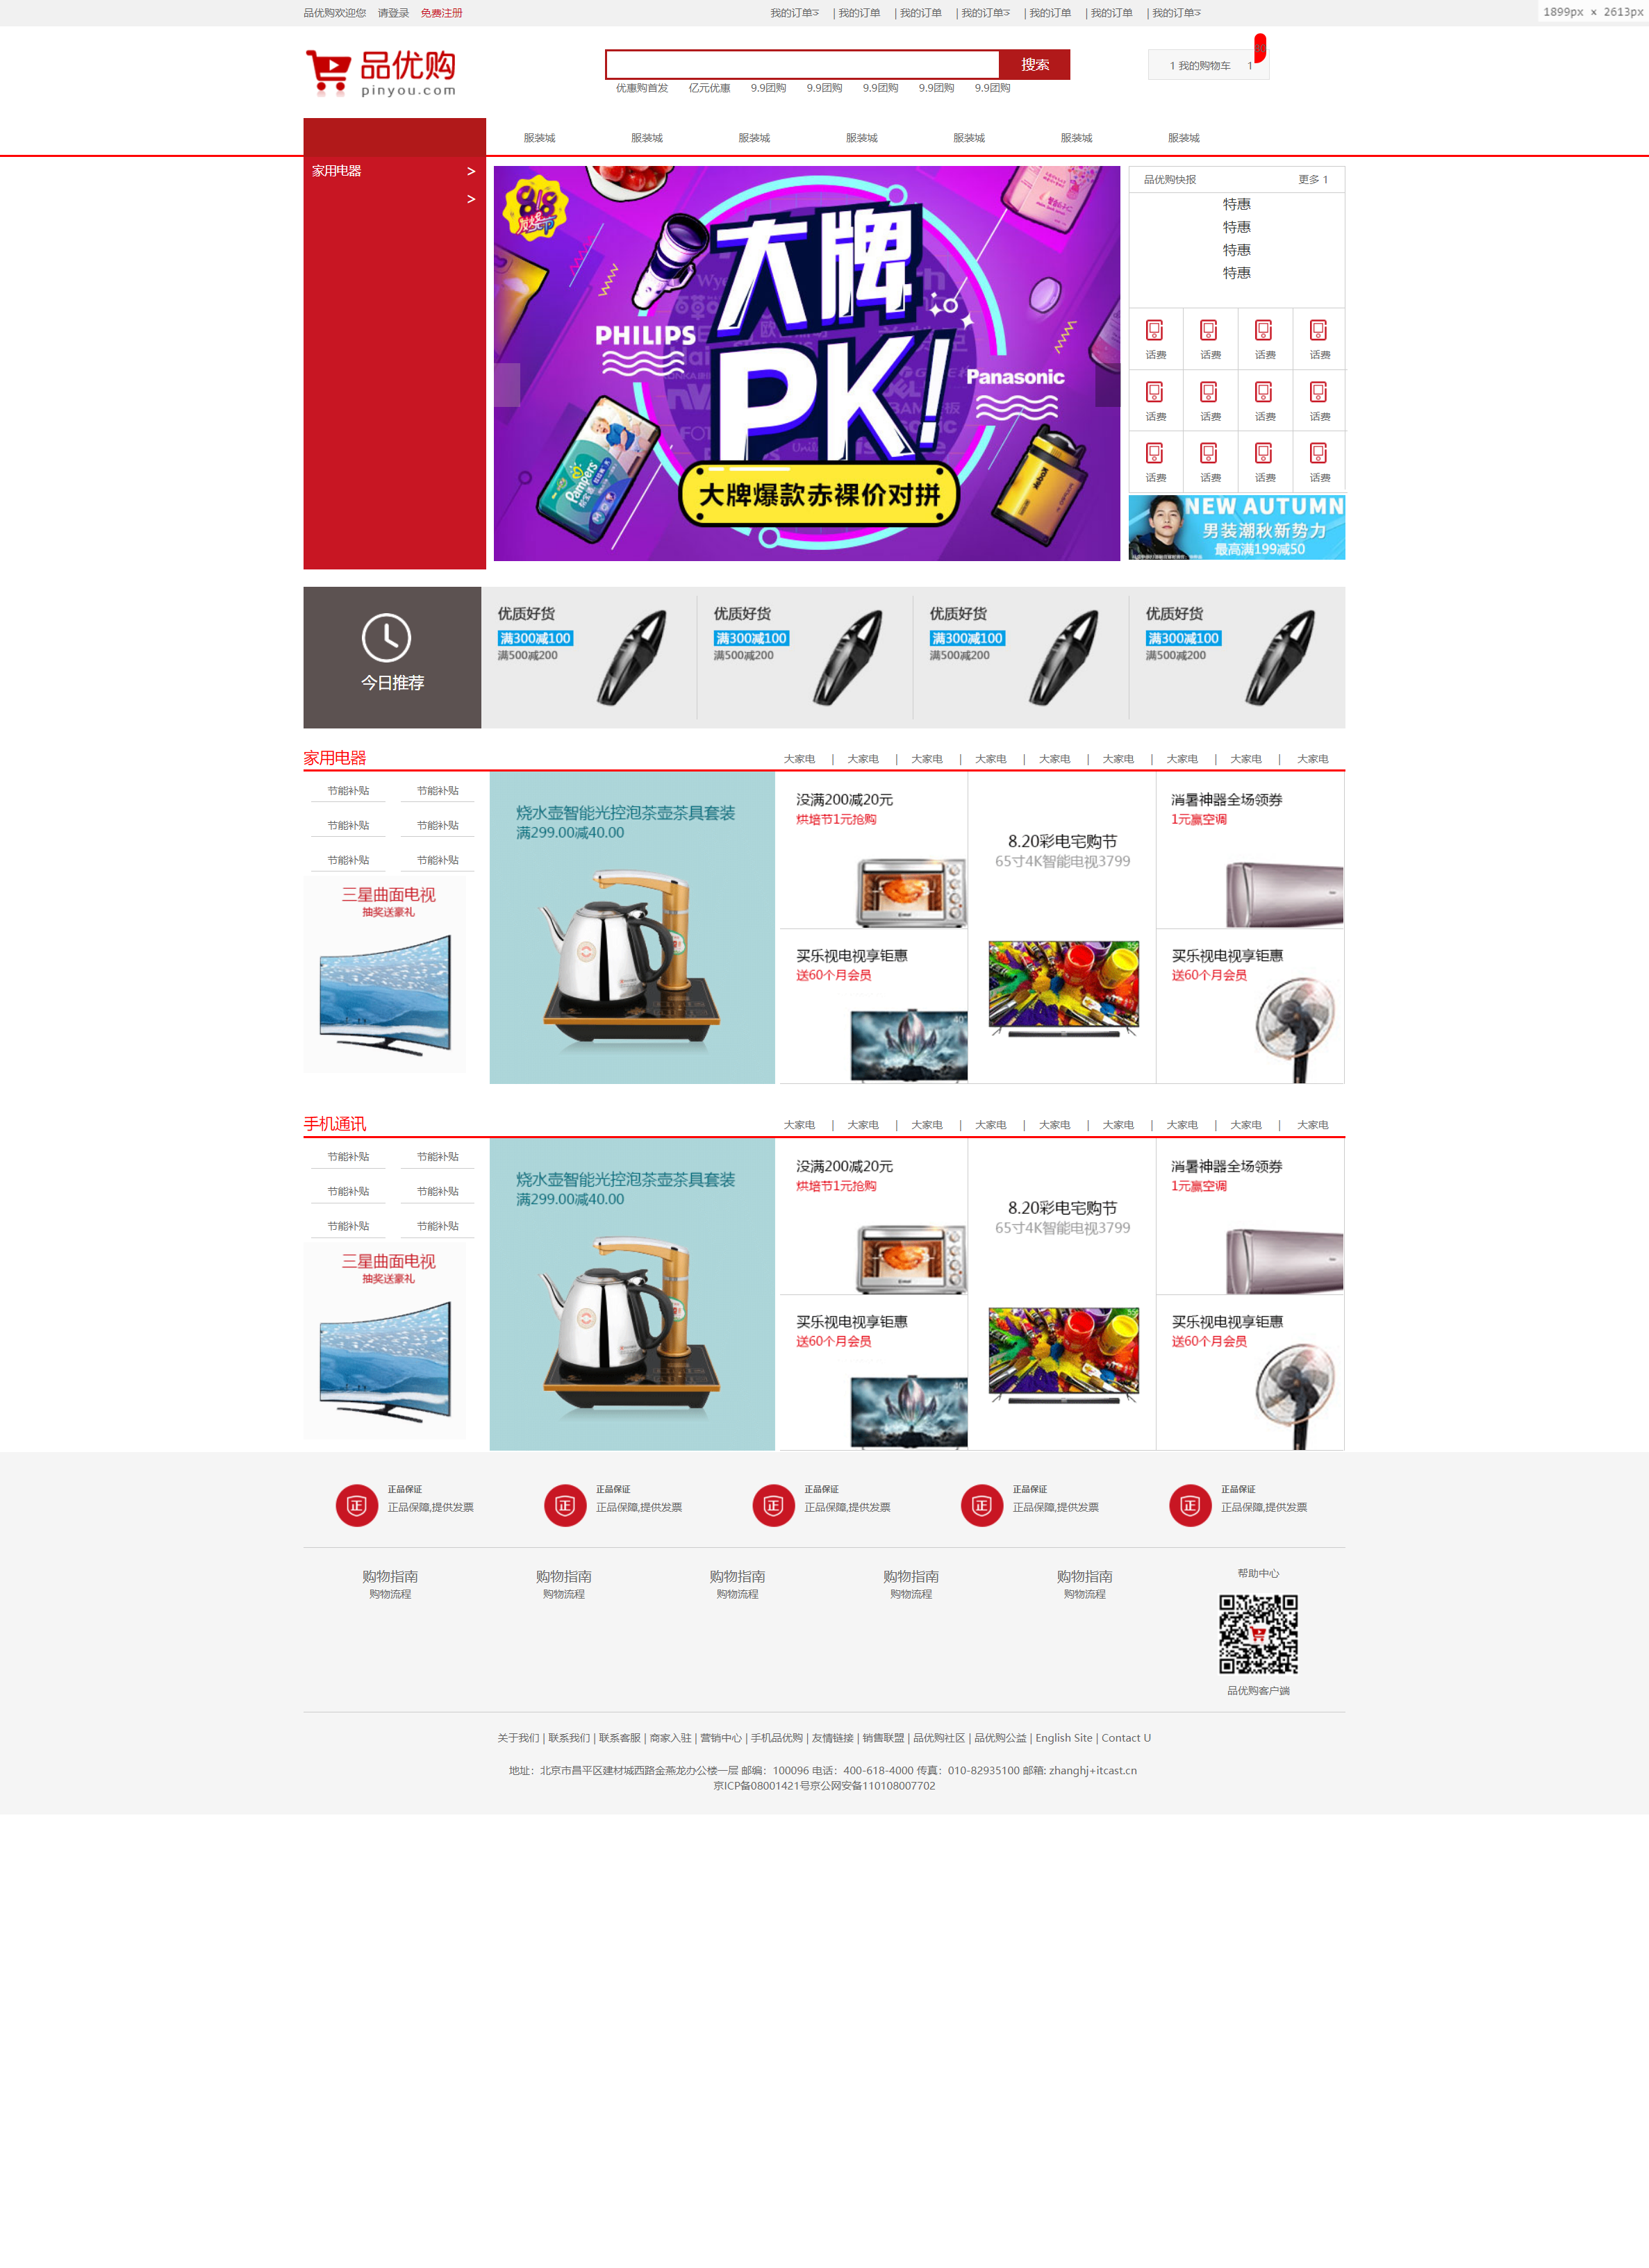 品优购欢迎您 请登录 免费注册 我的订单 | 我的订单 | 我的订单 | 我的订单 | 我的订单 | 我的订单 | 我的订单
1899px × 2613px
品优购
pinyou.com
搜索
1 我的购物车 1
优惠购首发 亿元优惠 9.9团购 9.9团购 9.9团购 9.9团购 9.9团购
服装城 服装城 服装城 服装城 服装城 服装城 服装城
家用电器 >
>
大牌
PK!
PHILIPS
Panasonic
Pampers
大牌爆款赤裸价对拼
品优购快报 更多 1
特惠
特惠
特惠
特惠
话费 话费 话费 话费
话费 话费 话费 话费
话费 话费 话费 话费
NEW AUTUMN
男装潮秋新势力
最高满199减50
今日推荐
优质好货 优质好货 优质好货 优质好货
满300减100 满300减100 满300减100 满300减100
满500减200 满500减200 满500减200 满500减200
家用电器 大家电 | 大家电 | 大家电 | 大家电 | 大家电 | 大家电 | 大家电 | 大家电 | 大家电
节能补贴 节能补贴
节能补贴 节能补贴
节能补贴 节能补贴
三星曲面电视
抽奖送豪礼
烧水壶智能光控泡茶壶茶具套装
满299.00减40.00
没满200减20元
烘培节1元抢购
8.20彩电宅购节
65寸4K智能电视3799
消暑神器全场领券
1元赢空调
买乐视电视享钜惠
送60个月会员
买乐视电视享钜惠
送60个月会员
手机通讯 大家电 | 大家电 | 大家电 | 大家电 | 大家电 | 大家电 | 大家电 | 大家电 | 大家电
节能补贴 节能补贴
节能补贴 节能补贴
节能补贴 节能补贴
三星曲面电视
抽奖送豪礼
烧水壶智能光控泡茶壶茶具套装
满299.00减40.00
没满200减20元
烘培节1元抢购
8.20彩电宅购节
65寸4K智能电视3799
消暑神器全场领券
1元赢空调
买乐视电视享钜惠
送60个月会员
买乐视电视享钜惠
送60个月会员
正 正 正 正 正
正品保证 正品保证 正品保证 正品保证 正品保证
正品保障,提供发票 正品保障,提供发票 正品保障,提供发票 正品保障,提供发票 正品保障,提供发票
购物指南 购物指南 购物指南 购物指南 购物指南 帮助中心
购物流程 购物流程 购物流程 购物流程 购物流程
品优购客户端
关于我们 | 联系我们 | 联系客服 | 商家入驻 | 营销中心 | 手机品优购 | 友情链接 | 销售联盟 | 品优购社区 | 品优购公益 | English Site | Contact U
地址：北京市昌平区建材城西路金燕龙办公楼一层 邮编：100096 电话：400-618-4000 传真：010-82935100 邮箱: zhanghj+itcast.cn
京ICP备08001421号京公网安备110108007702